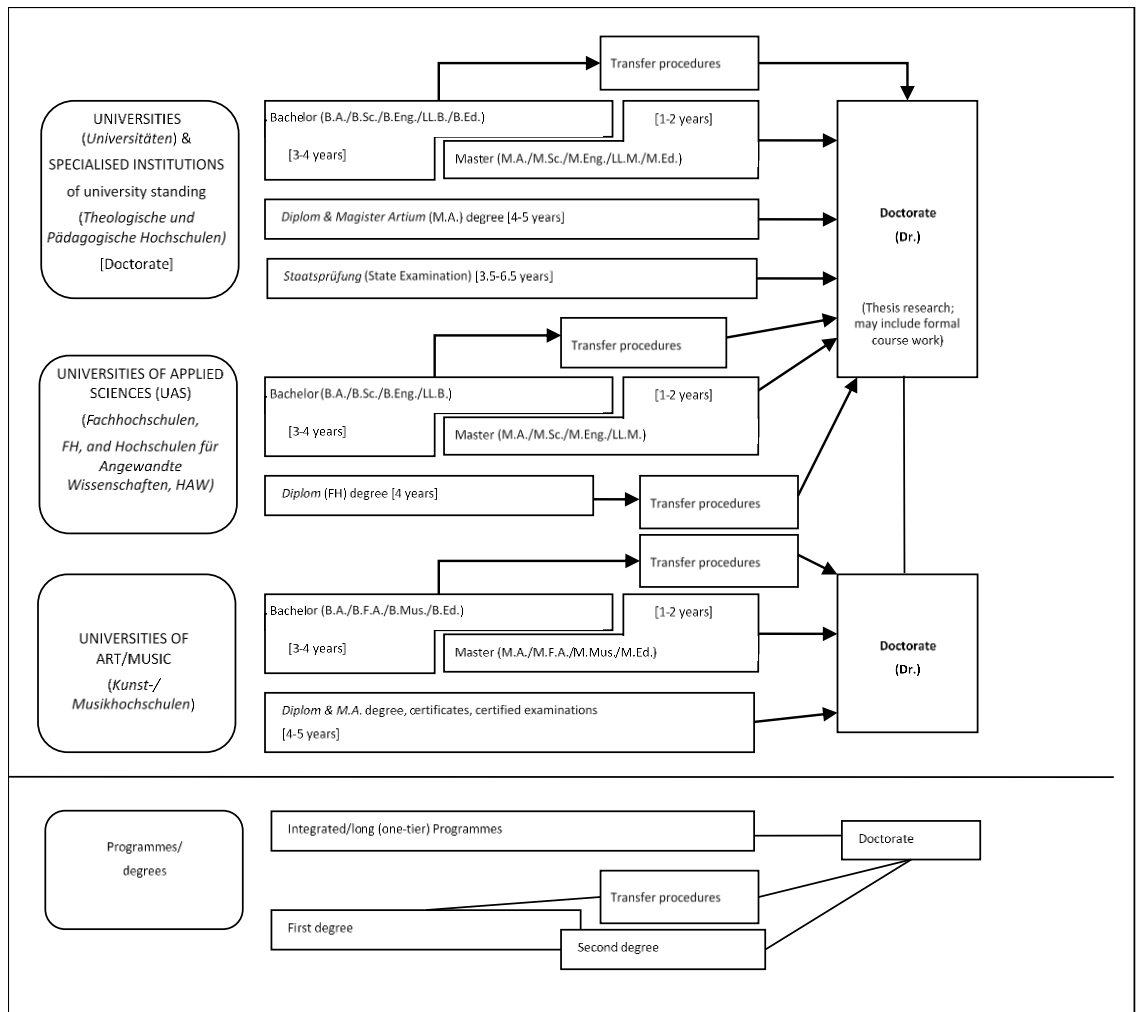 Transfer procedures
UNIVERSITIES
(Universitäten) &
SPECIALISED INSTITUTIONS
of university standing
(Theologische und
Pädagogische Hochschulen)
[Doctorate]
. Bachelor (B.A./B.Sc./B.Eng./LL.B./B.Ed.)
[3-4 years]
[1-2 years]
Master (M.A./M.Sc./M.Eng./LL.M./M.Ed.)
Diplom & Magister Artium (M.A.) degree [4-5 years]
Staatsprüfung (State Examination) [3.5-6.5 years]
Doctorate
(Dr.)
(Thesis research;
may include formal
course work)
Transfer procedures
UNIVERSITIES OF APPLIED
SCIENCES (UAS)
(Fachhochschulen,
FH, and Hochschulen für
Angewandte
Wissenschaften, HAW)
. Bachelor (B.A./B.Sc./B.Eng./LL.B.)
[3-4 years]
[1-2 years]
Master (M.A./M.Sc./M.Eng./LL.M.)
Diplom (FH) degree [4 years]
Transfer procedures
Transfer procedures
UNIVERSITIES OF
ART/MUSIC
(Kunst-/
Musikhochschulen)
. Bachelor (B.A./B.F.A./B.Mus./B.Ed.)
[3-4 years]
[1-2 years]
Master (M.A./M.F.A./M.Mus./M.Ed.)
Diplom & M.A. degree, certificates, certified examinations
[4-5 years]
Doctorate
(Dr.)
Programmes/
degrees
Integrated/long (one-tier) Programmes
Doctorate
Transfer procedures
First degree
Second degree